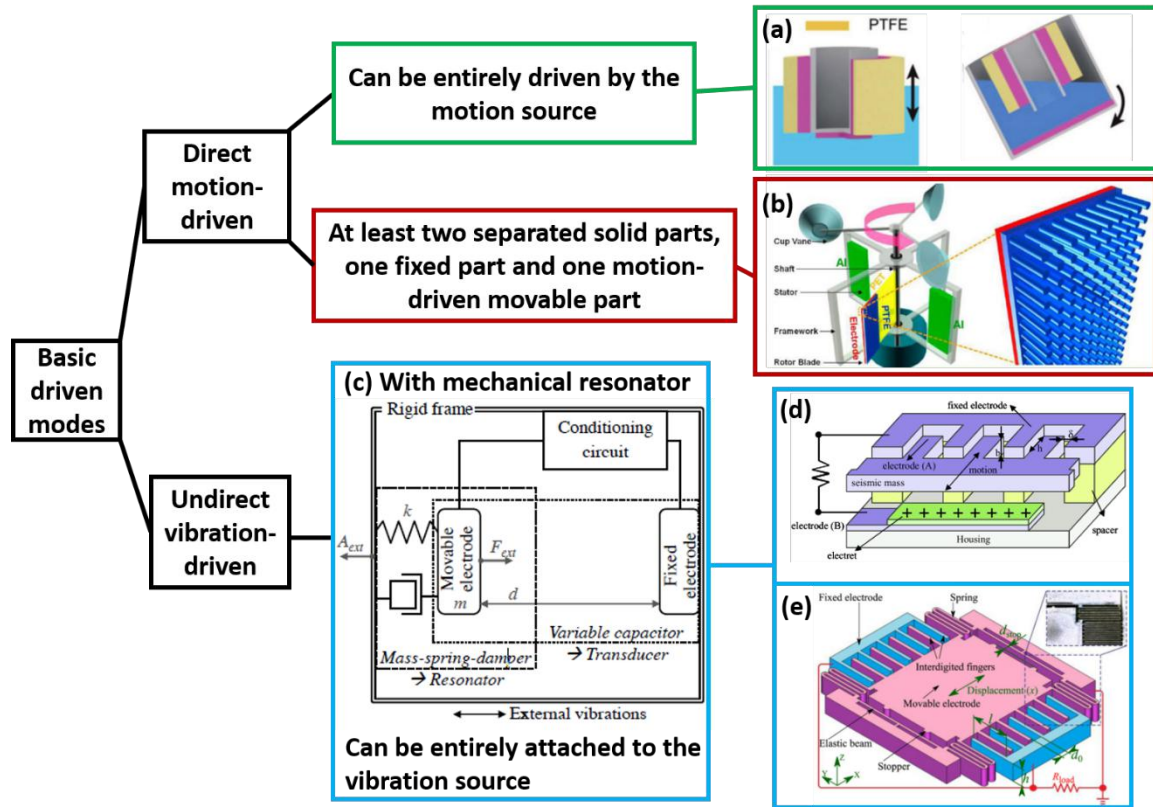 Basic
driven
modes
Direct
motion-
driven
Undirect
vibration-
driven
Can be entirely driven by the
motion source
At least two separated solid parts,
one fixed part and one motion-
driven movable part
(c) With mechanical resonator
Rigid frame
Conditioning
circuit
k
A_ext
Movable
electrode
m
F_ext
d
Fixed
electrode
Variable capacitor
→ Transducer
Mass-spring-damper
→ Resonator
External vibrations
Can be entirely attached to the
vibration source
(a)
PTFE
(b)
Cup Vane
Shaft
Stator
Framework
Rotor Blade
Al
PET
PTFE
Electrode
Al
(d)
fixed electrode
electrode (A)
motion
b
h
δ
seismic mass
electrode (B)
+ + + + + + + +
electret
spacer
Housing
(e)
Fixed electrode
Spring
d_stop
Interdigited fingers
Displacement (x)
Movable electrode
Elastic beam
Stopper
l
d_0
h
R_load
Z
Y
X